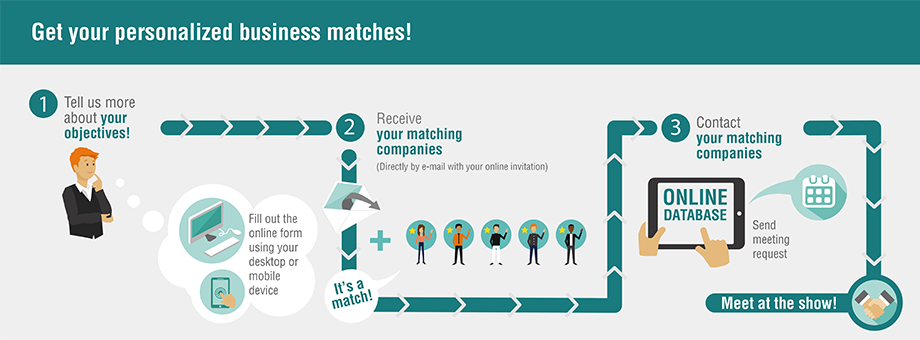 Get your personalized business matches!
1
Tell us more
about your
objectives!
Fill out the
online form
using your
desktop or
mobile
device
2
Receive
your matching
companies
(Directly by e-mail with your online invitation)
+
It's a
match!
3
Contact
your matching
companies
ONLINE
DATABASE
Send
meeting
request
Meet at the show!